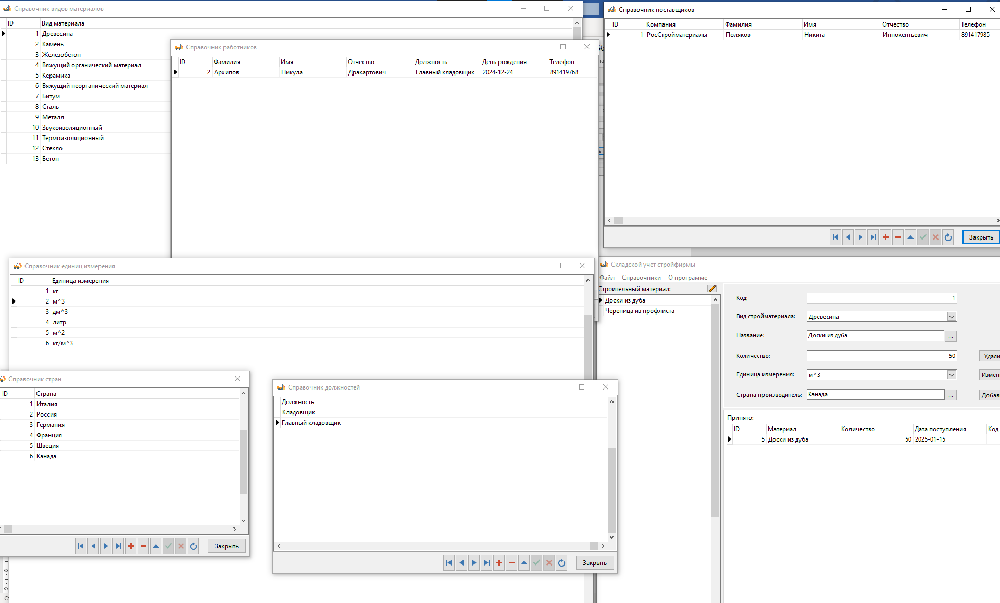 Справочник видов материалов
ID Вид материала
1 Древесина
2 Камень
3 Железобетон
4 Вяжущий органический материал
5 Керамика
6 Вяжущий неорганический материал
7 Битум
8 Сталь
9 Металл
10 Звукоизоляционный
11 Термоизоляционный
12 Стекло
13 Бетон
Справочник работников
ID Фамилия Имя Отчество Должность День рождения Телефон
2 Архипов Никула Дракартович Главный кладовщик 2024-12-24 891419768
Справочник поставщиков
ID Компания Фамилия Имя Отчество Телефон
1 РосСтройматериалы Поляков Никита Иннокентьевич 891417985
Закрыть
Справочник единиц измерения
ID Единица измерения
1 кг
2 м^3
3 дм^3
4 литр
5 м^2
6 кг/м^3
Справочник стран
ID Страна
1 Италия
2 Россия
3 Германия
4 Франция
5 Швеция
6 Канада
Закрыть
Справочник должностей
Должность
Кладовщик
Главный кладовщик
Закрыть
Складской учет стройфирмы
Файл Справочники О программе
Строительный материал:
Доски из дуба
Черепица из профлиста
Код: 1
Вид стройматериала: Древесина
Название: Доски из дуба ...
Количество: 50 Удали
Единица измерения: м^3 Измен
Страна производитель: Канада ... Добав
Принято:
ID Материал Количество Дата поступления Код
5 Доски из дуба 50 2025-01-15